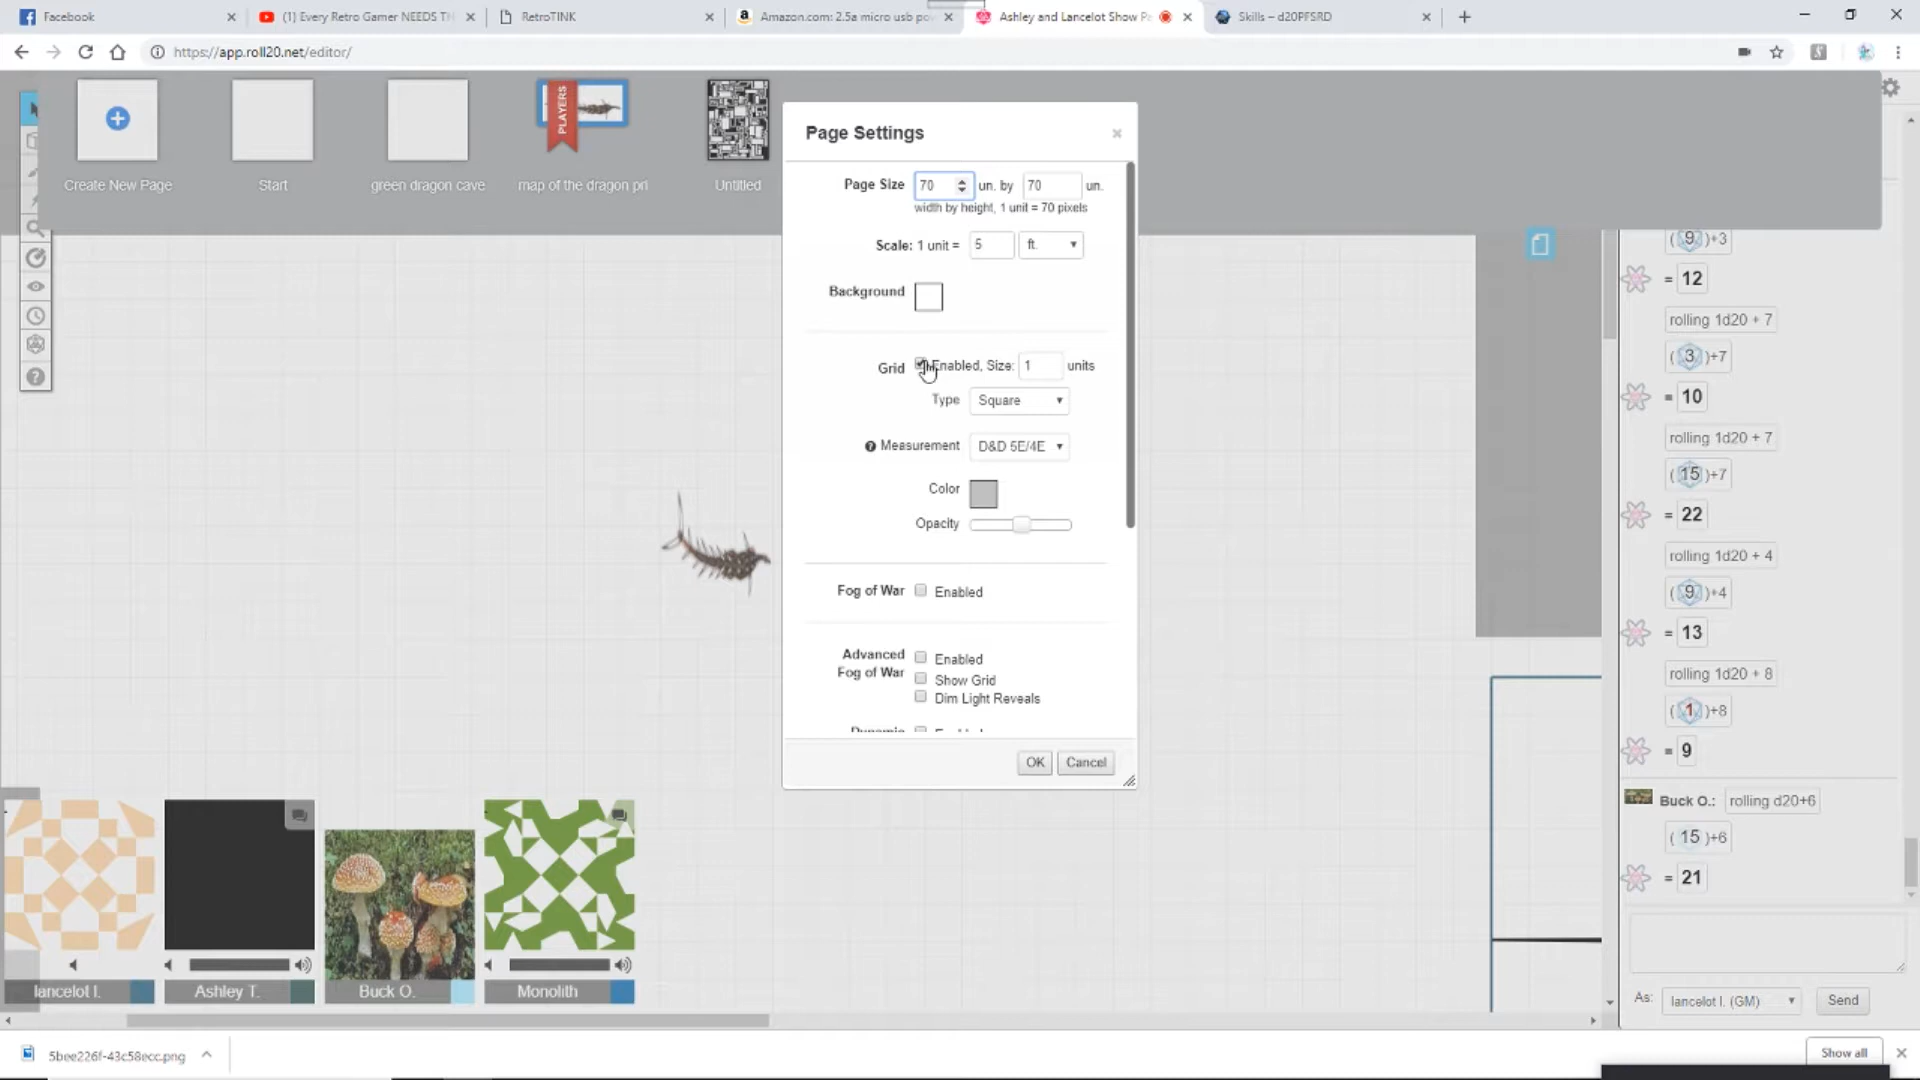 Facebook
(1) Every Retro Gamer NEEDS TH
RetroTINK
Amazon.com: 2.5a micro usb po
Ashley and Lancelot Show P
Skills – d20PFSRD
https://app.roll20.net/editor/
PLAYERS
Create New Page
Start
green dragon cave
map of the dragon pri
Untitled
Page Settings
Page Size 70 un. by 70 un.
width by height, 1 unit = 70 pixels
Scale: 1 unit = 5 ft.
Background
Grid Enabled, Size: 1 units
Type Square
Measurement D&D 5E/4E
Color
Opacity
Fog of War Enabled
Advanced Fog of War Enabled
Show Grid
Dim Light Reveals
Dynamic Enabled
OK Cancel
(9)+3
= 12
rolling 1d20 + 7
(3)+7
= 10
rolling 1d20 + 7
(15)+7
= 22
rolling 1d20 + 4
(9)+4
= 13
rolling 1d20 + 8
(1)+8
= 9
Buck O.: rolling d20+6
(15)+6
= 21
lancelot l.
Ashley T.
Buck O.
Monolith
As: lancelot l. (GM) Send
5bee226f-43c58ecc.png
Show all